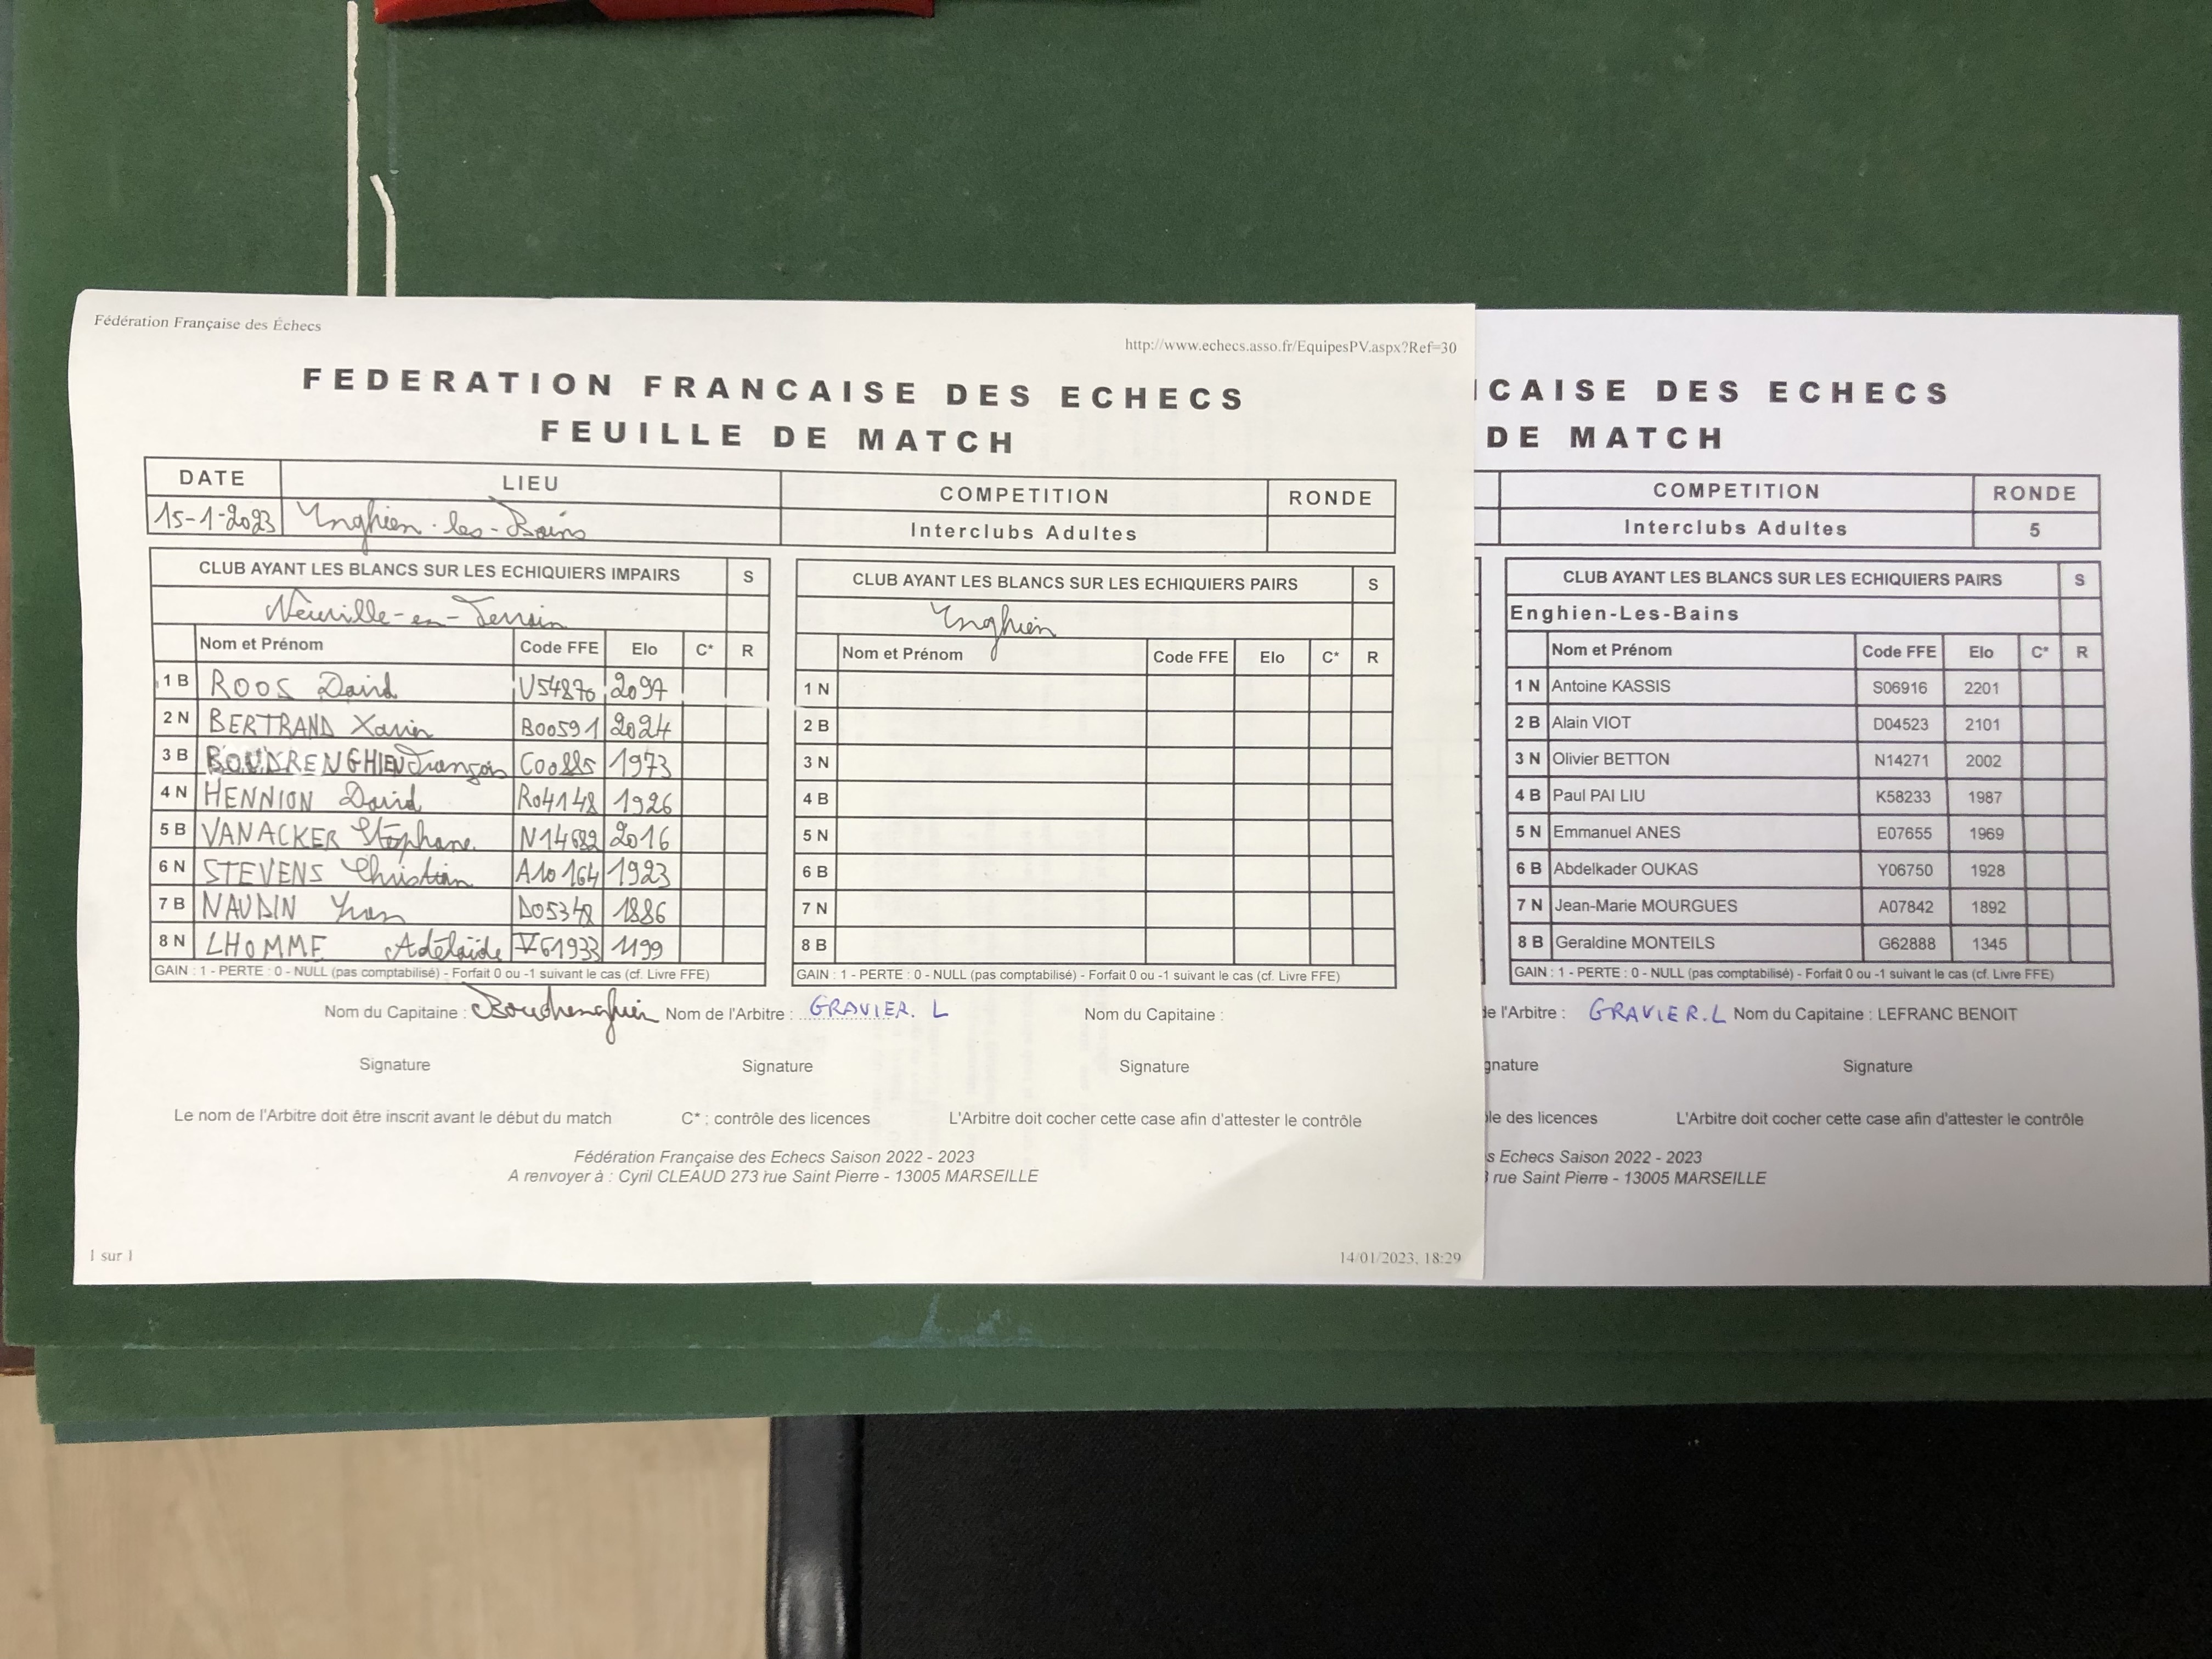 Fédération Française des Échecs
http://www.echecs.asso.fr/EquipesPV.aspx?Ref=30
FEDERATION FRANCAISE DES ECHECS
FEUILLE DE MATCH
DATE LIEU COMPETITION RONDE
15-1-2023 Enghien-les-Bains Interclubs Adultes
CLUB AYANT LES BLANCS SUR LES ECHIQUIERS IMPAIRS S
Neuville-en-Ferrain
Nom et Prénom Code FFE Elo C* R
1 B ROOS David V54870 2097
2 N BERTRAND Xavier B00591 2024
3 B BOUDRENGHIEN François 1973
4 N HENNION David R04148 1926
5 B VANACKER Stéphane N14682 2016
6 N STEVENS Christian A10164 1923
7 B NAUDIN Yvan D05348 1886
8 N LHOMME Adélaïde V61933 1199
GAIN : 1 - PERTE : 0 - NULL (pas comptabilisé) - Forfait 0 ou -1 suivant le cas (cf. Livre FFE)
CLUB AYANT LES BLANCS SUR LES ECHIQUIERS PAIRS S
Enghien
Nom et Prénom Code FFE Elo C* R
1 N
2 B
3 N
4 B
5 N
6 B
7 N
8 B
GAIN : 1 - PERTE : 0 - NULL (pas comptabilisé) - Forfait 0 ou -1 suivant le cas (cf. Livre FFE)
Nom du Capitaine : Boudrenghien Nom de l'Arbitre : GRAVIER. L Nom du Capitaine :
Signature Signature Signature
Le nom de l'Arbitre doit être inscrit avant le début du match C* : contrôle des licences L'Arbitre doit cocher cette case afin d'attester le contrôle
Fédération Française des Echecs Saison 2022 - 2023
A renvoyer à : Cyril CLEAUD 273 rue Saint Pierre - 13005 MARSEILLE
1 sur 1
14/01/2023, 18:29
CAISE DES ECHECS
DE MATCH
COMPETITION RONDE
Interclubs Adultes 5
CLUB AYANT LES BLANCS SUR LES ECHIQUIERS PAIRS S
Enghien-Les-Bains
Nom et Prénom Code FFE Elo C* R
1 N Antoine KASSIS S06916 2201
2 B Alain VIOT D04523 2101
3 N Olivier BETTON N14271 2002
4 B Paul PAI LIU K58233 1987
5 N Emmanuel ANES E07655 1969
6 B Abdelkader OUKAS Y06750 1928
7 N Jean-Marie MOURGUES A07842 1892
8 B Geraldine MONTEILS G62888 1345
GAIN : 1 - PERTE : 0 - NULL (pas comptabilisé) - Forfait 0 ou -1 suivant le cas (cf. Livre FFE)
de l'Arbitre : GRAVIER. L Nom du Capitaine : LEFRANC BENOIT
gnature Signature
le des licences L'Arbitre doit cocher cette case afin d'attester le contrôle
s Echecs Saison 2022 - 2023
rue Saint Pierre - 13005 MARSEILLE